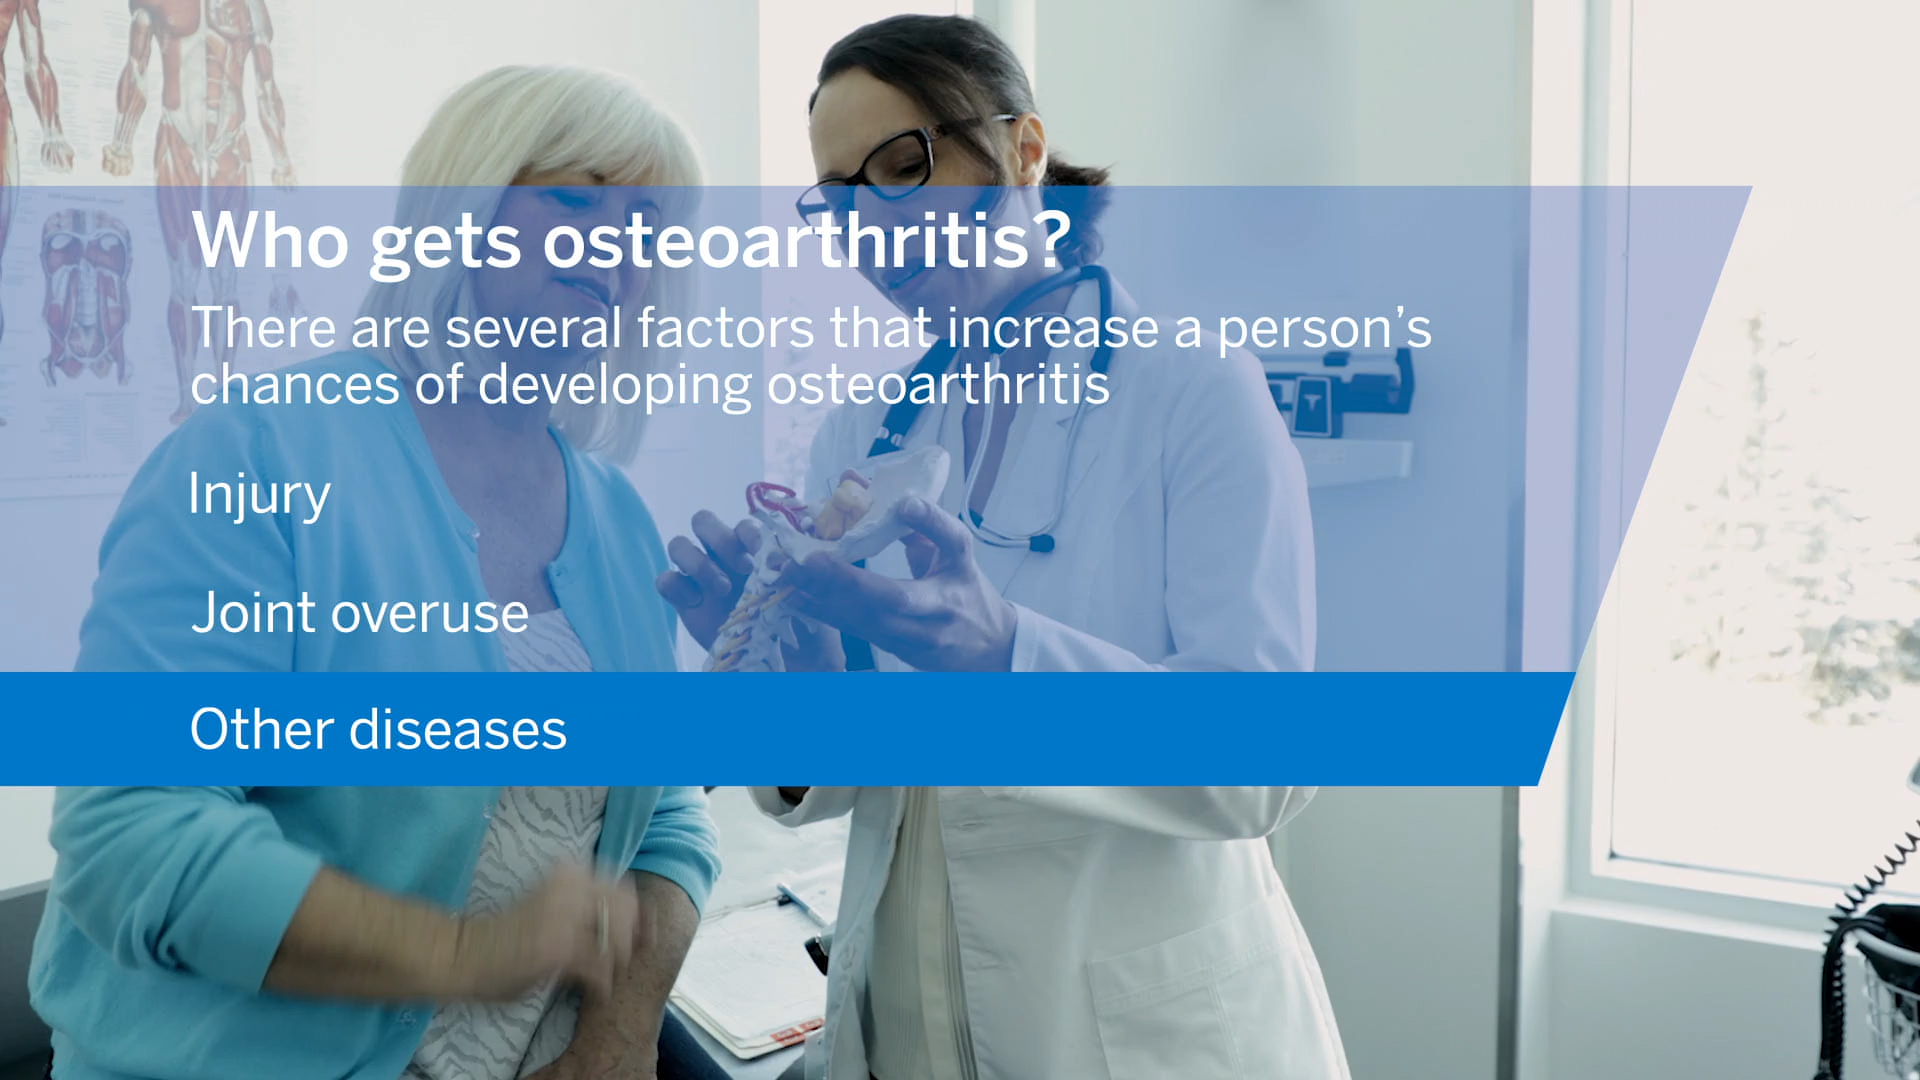 Who gets osteoarthritis?
There are several factors that increase a person’s
chances of developing osteoarthritis
Injury
Joint overuse
Other diseases